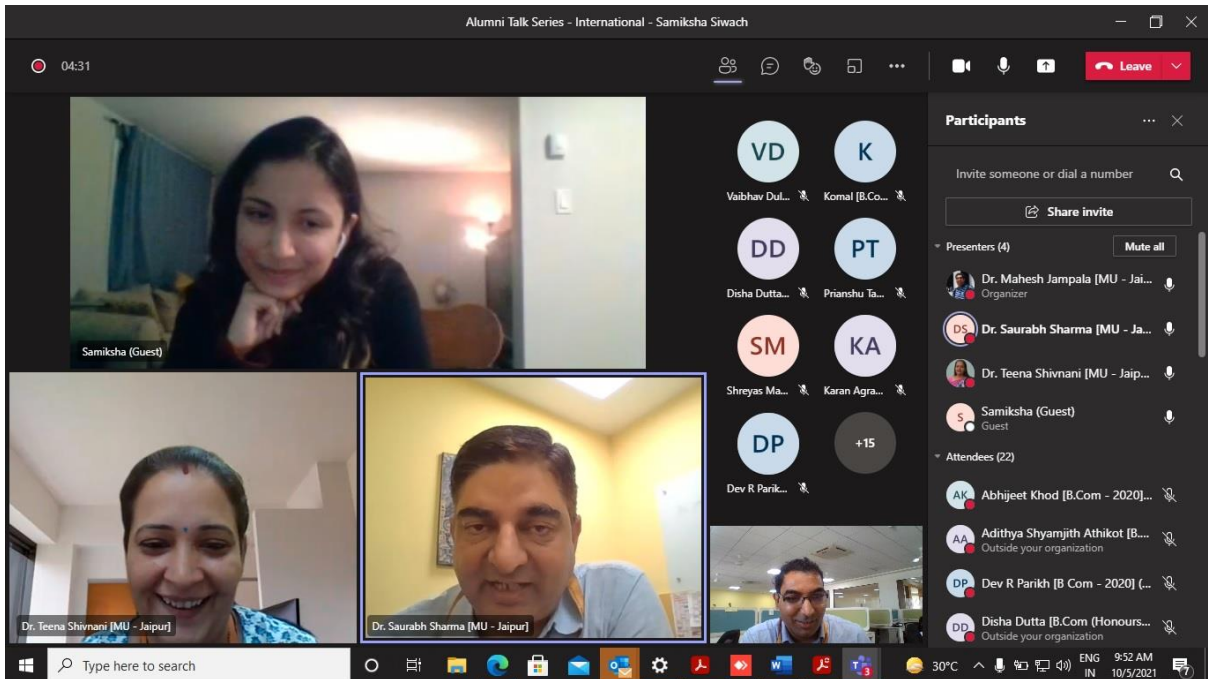 Alumni Talk Series - International - Samiksha Siwach
04:31
Leave
Samiksha (Guest)
Dr. Teena Shivnani [MU - Jaipur]
Dr. Saurabh Sharma [MU - Jaipur]
VD
Vaibhav Dul...
K
Komal [B.Co...
DD
Disha Dutta...
PT
Prianshu Ta...
SM
Shreyas Ma...
KA
Karan Agra...
DP
Dev R Parik...
+15
Participants
Invite someone or dial a number
Share invite
Presenters (4)
Mute all
Dr. Mahesh Jampala [MU - Jai...
Organizer
DS
Dr. Saurabh Sharma [MU - Ja...
Dr. Teena Shivnani [MU - Jaip...
S
Samiksha (Guest)
Guest
Attendees (22)
AK
Abhijeet Khod [B.Com - 2020]...
AA
Adithya Shyamjith Athikot [B....
Outside your organization
DP
Dev R Parikh [B Com - 2020] (...
DD
Disha Dutta [B.Com (Honours...
Outside your organization
Type here to search
30°C
ENG
IN
9:52 AM
10/5/2021